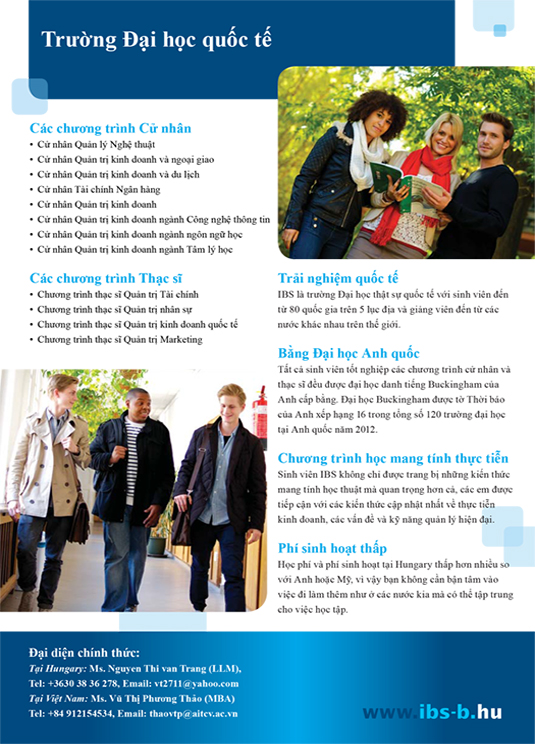 Trường Đại học quốc tế
Các chương trình Cử nhân
• Cử nhân Quản lý Nghệ thuật
• Cử nhân Quản trị kinh doanh và ngoại giao
• Cử nhân Quản trị kinh doanh và du lịch
• Cử nhân Tài chính Ngân hàng
• Cử nhân Quản trị kinh doanh
• Cử nhân Quản trị kinh doanh ngành Công nghệ thông tin
• Cử nhân Quản trị kinh doanh ngành ngôn ngữ học
• Cử nhân Quản trị kinh doanh ngành Tâm lý học
Các chương trình Thạc sĩ
• Chương trình thạc sĩ Quản trị Tài chính
• Chương trình thạc sĩ Quản trị nhân sự
• Chương trình thạc sĩ Quản trị kinh doanh quốc tế
• Chương trình thạc sĩ Quản trị Marketing
Trải nghiệm quốc tế
IBS là trường Đại học thật sự quốc tế với sinh viên đến
từ 80 quốc gia trên 5 lục địa và giảng viên đến từ các
nước khác nhau trên thế giới.
Bằng Đại học Anh quốc
Tất cả sinh viên tốt nghiệp các chương trình cử nhân và
thạc sĩ đều được đại học danh tiếng Buckingham của
Anh cấp bằng. Đại học Buckingham được tờ Thời báo
của Anh xếp hạng 16 trong tổng số 120 trường đại học
tại Anh quốc năm 2012.
Chương trình học mang tính thực tiễn
Sinh viên IBS không chỉ được trang bị những kiến thức
mang tính học thuật mà quan trọng hơn cả, các em được
tiếp cận với các kiến thức cập nhật nhất về thực tiễn
kinh doanh, các vấn đề và kỹ năng quản lý hiện đại.
Phí sinh hoạt thấp
Học phí và phí sinh hoạt tại Hungary thấp hơn nhiều so
với Anh hoặc Mỹ, vì vậy bạn không cần bận tâm vào
việc đi làm thêm như ở các nước kia mà có thể tập trung
cho việc học tập.
Đại diện chính thức:
Tại Hungary: Ms. Nguyen Thi van Trang (LLM),
Tel: +3630 38 36 278, Email: vt2711@yahoo.com
Tại Việt Nam: Ms. Vũ Thị Phương Thảo (MBA)
Tel: +84 912154534, Email: thaovtp@aitcv.ac.vn
www.ibs-b.hu